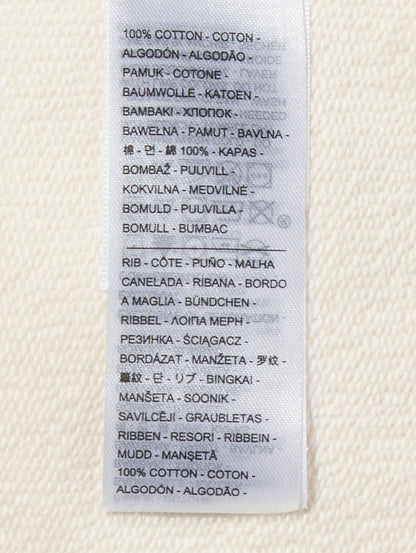 100% COTTON - COTON -
ALGODÓN - ALGODÃO -
PAMUK - COTONE -
BAUMWOLLE - KATOEN -
BAMBAKI - ХЛОПОК -
BAWEŁNA - PAMUT - BAVLNA -
棉 - 면 - 綿 100% - KAPAS -
BOMBAŽ - PUUVILL -
KOKVILNA - MEDVILNĖ -
BOMULD - PUUVILLA -
BOMULL - BUMBAC
RIB - CÔTE - PUÑO - MALHA
CANELADA - RIBANA - BORDO
A MAGLIA - BÜNDCHEN -
RIBBEL - ΛΟΙΠΑ ΜΕΡΗ -
РЕЗИНКА - ŚCIĄGACZ -
BORDÁZAT - MANŽETA - 罗纹 -
羅紋 - 단 - リブ - BINGKAI -
MANŠETA - SOONIK -
SAVILCĒJI - GRAUBLETAS -
RIBBEN - RESORI - RIBBEIN -
MUDD - MANȘETĂ
100% COTTON - COTON -
ALGODÓN - ALGODÃO -